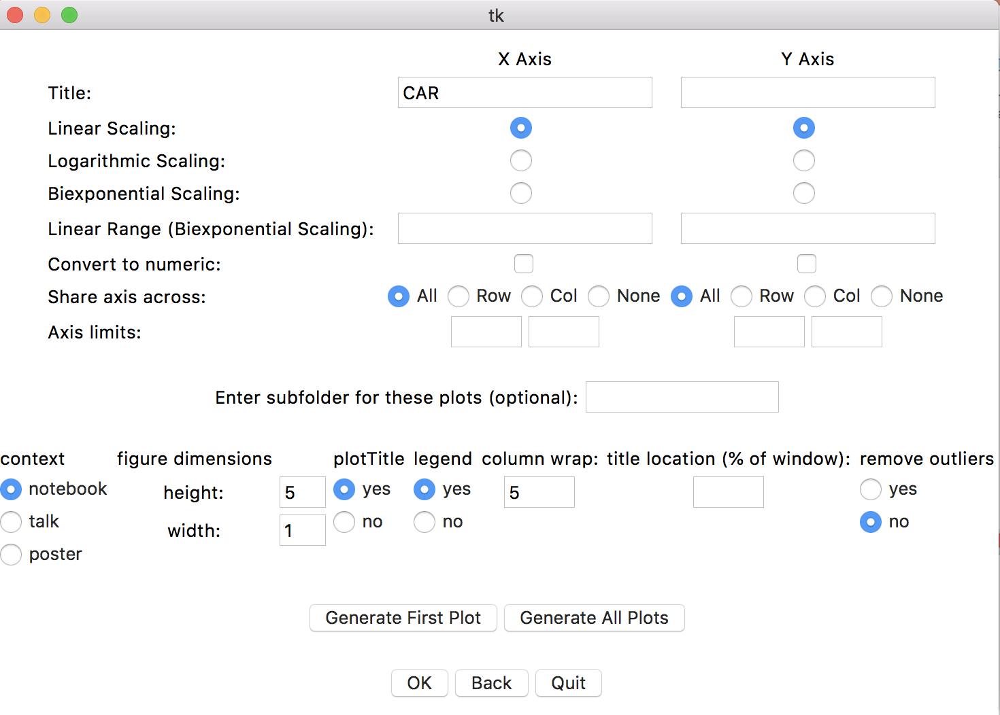 tk
X Axis Y Axis
Title: CAR
Linear Scaling:
Logarithmic Scaling:
Biexponential Scaling:
Linear Range (Biexponential Scaling):
Convert to numeric:
Share axis across: All Row Col None All Row Col None
Axis limits:
Enter subfolder for these plots (optional):
context figure dimensions plotTitle legend column wrap: title location (% of window): remove outliers
notebook height: 5 yes yes 5 yes
talk width: 1 no no no
poster
Generate First Plot Generate All Plots
OK Back Quit